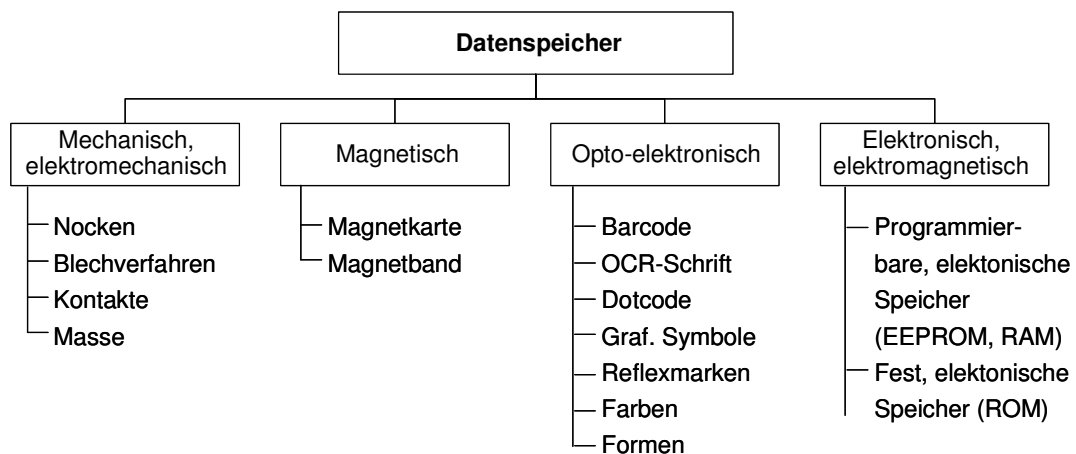 Datenspeicher
Mechanisch,
elektromechanisch
Nocken
Blechverfahren
Kontakte
Masse
Magnetisch
Magnetkarte
Magnetband
Opto-elektronisch
Barcode
OCR-Schrift
Dotcode
Graf. Symbole
Reflexmarken
Farben
Formen
Elektronisch,
elektromagnetisch
Programmier-
bare, elektonische
Speicher
(EEPROM, RAM)
Fest, elektonische
Speicher (ROM)